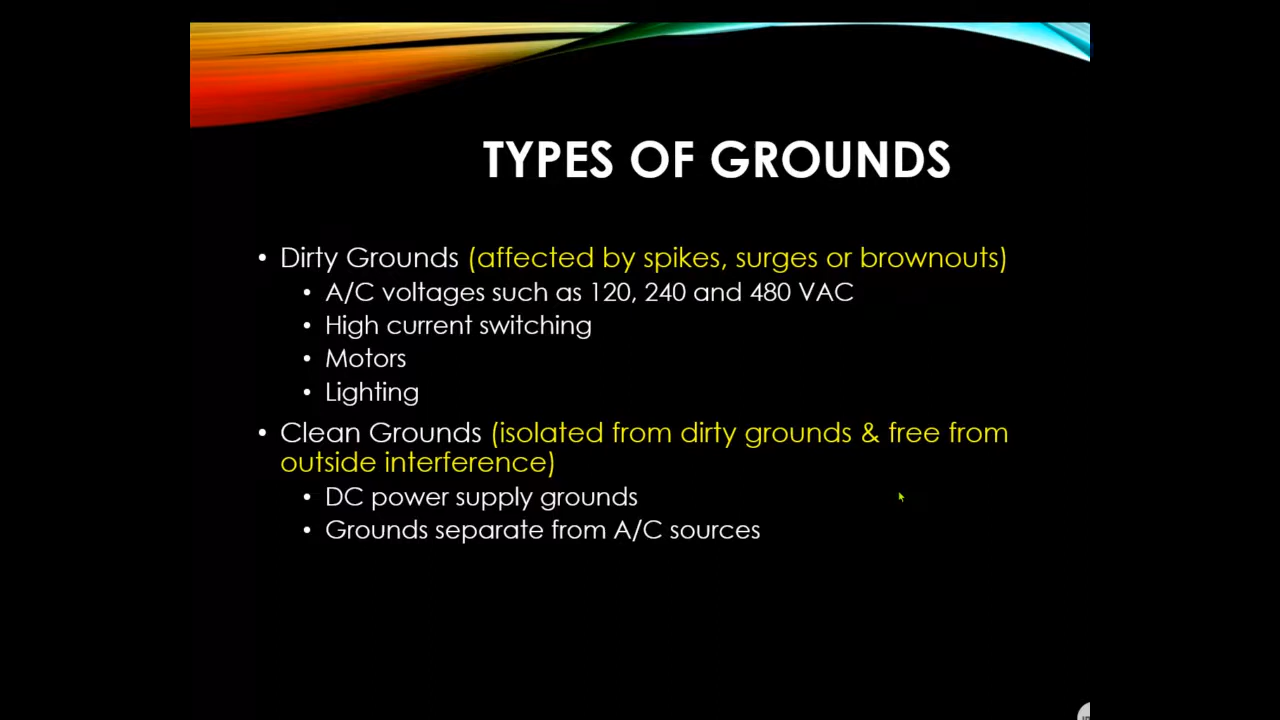 TYPES OF GROUNDS
• Dirty Grounds (affected by spikes, surges or brownouts)
• A/C voltages such as 120, 240 and 480 VAC
• High current switching
• Motors
• Lighting
• Clean Grounds (isolated from dirty grounds & free from
outside interference)
• DC power supply grounds
• Grounds separate from A/C sources